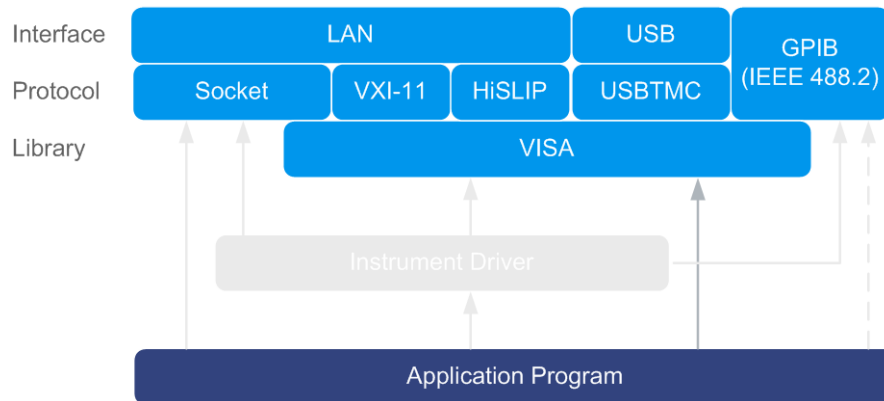 Interface
LAN
USB
GPIB
(IEEE 488.2)
Protocol
Socket
VXI-11
HiSLIP
USBTMC
Library
VISA
Instrument Driver
Application Program